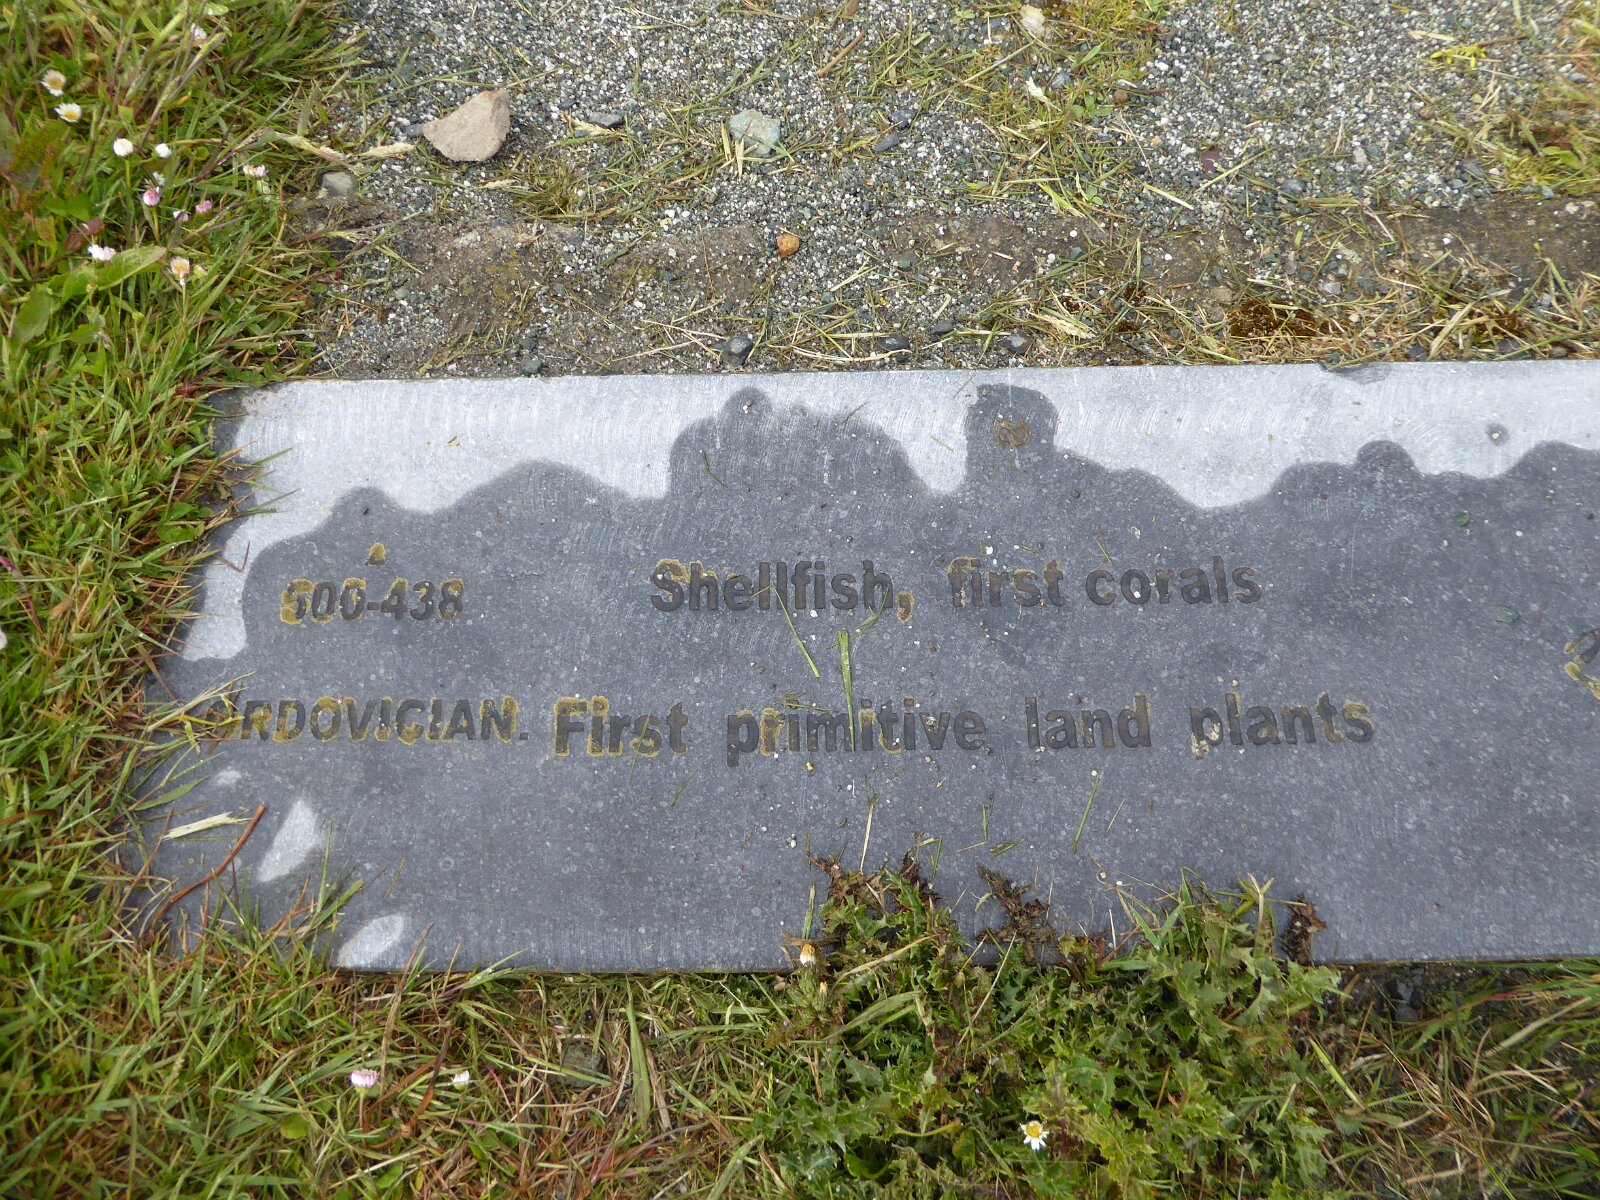 500-438 Shellfish, first corals
ORDOVICIAN. First primitive land plants